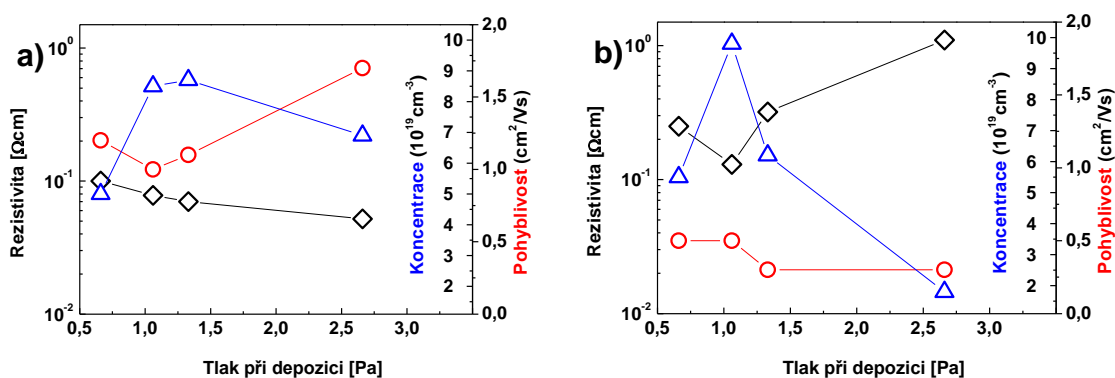 a)
Rezistivita [Ωcm]
10⁰
10⁻¹
10⁻²
0,5 1,0 1,5 2,0 2,5 3,0
Tlak při depozici [Pa]
Koncentrace (10¹⁹cm⁻³)
10
9
8
7
6
5
4
3
2
Pohyblivost (cm²/Vs)
2,0
1,5
1,0
0,5
0,0
b)
Rezistivita [Ωcm]
10⁰
10⁻¹
10⁻²
0,5 1,0 1,5 2,0 2,5 3,0
Tlak při depozici [Pa]
Koncentrace (10¹⁹cm⁻³)
10
9
8
7
6
5
4
3
2
Pohyblivost (cm²/Vs)
2,0
1,5
1,0
0,5
0,0